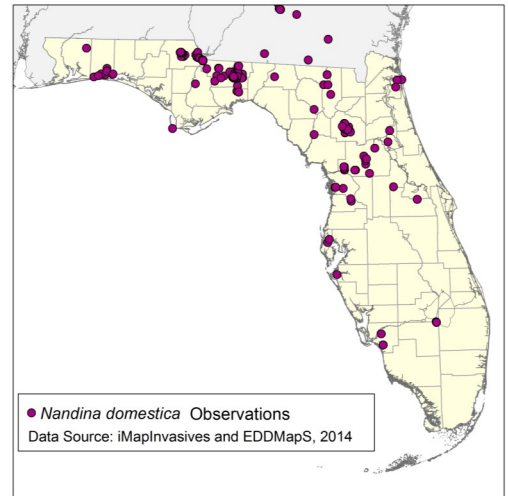 Nandina domestica Observations
Data Source: iMapInvasives and EDDMapS, 2014